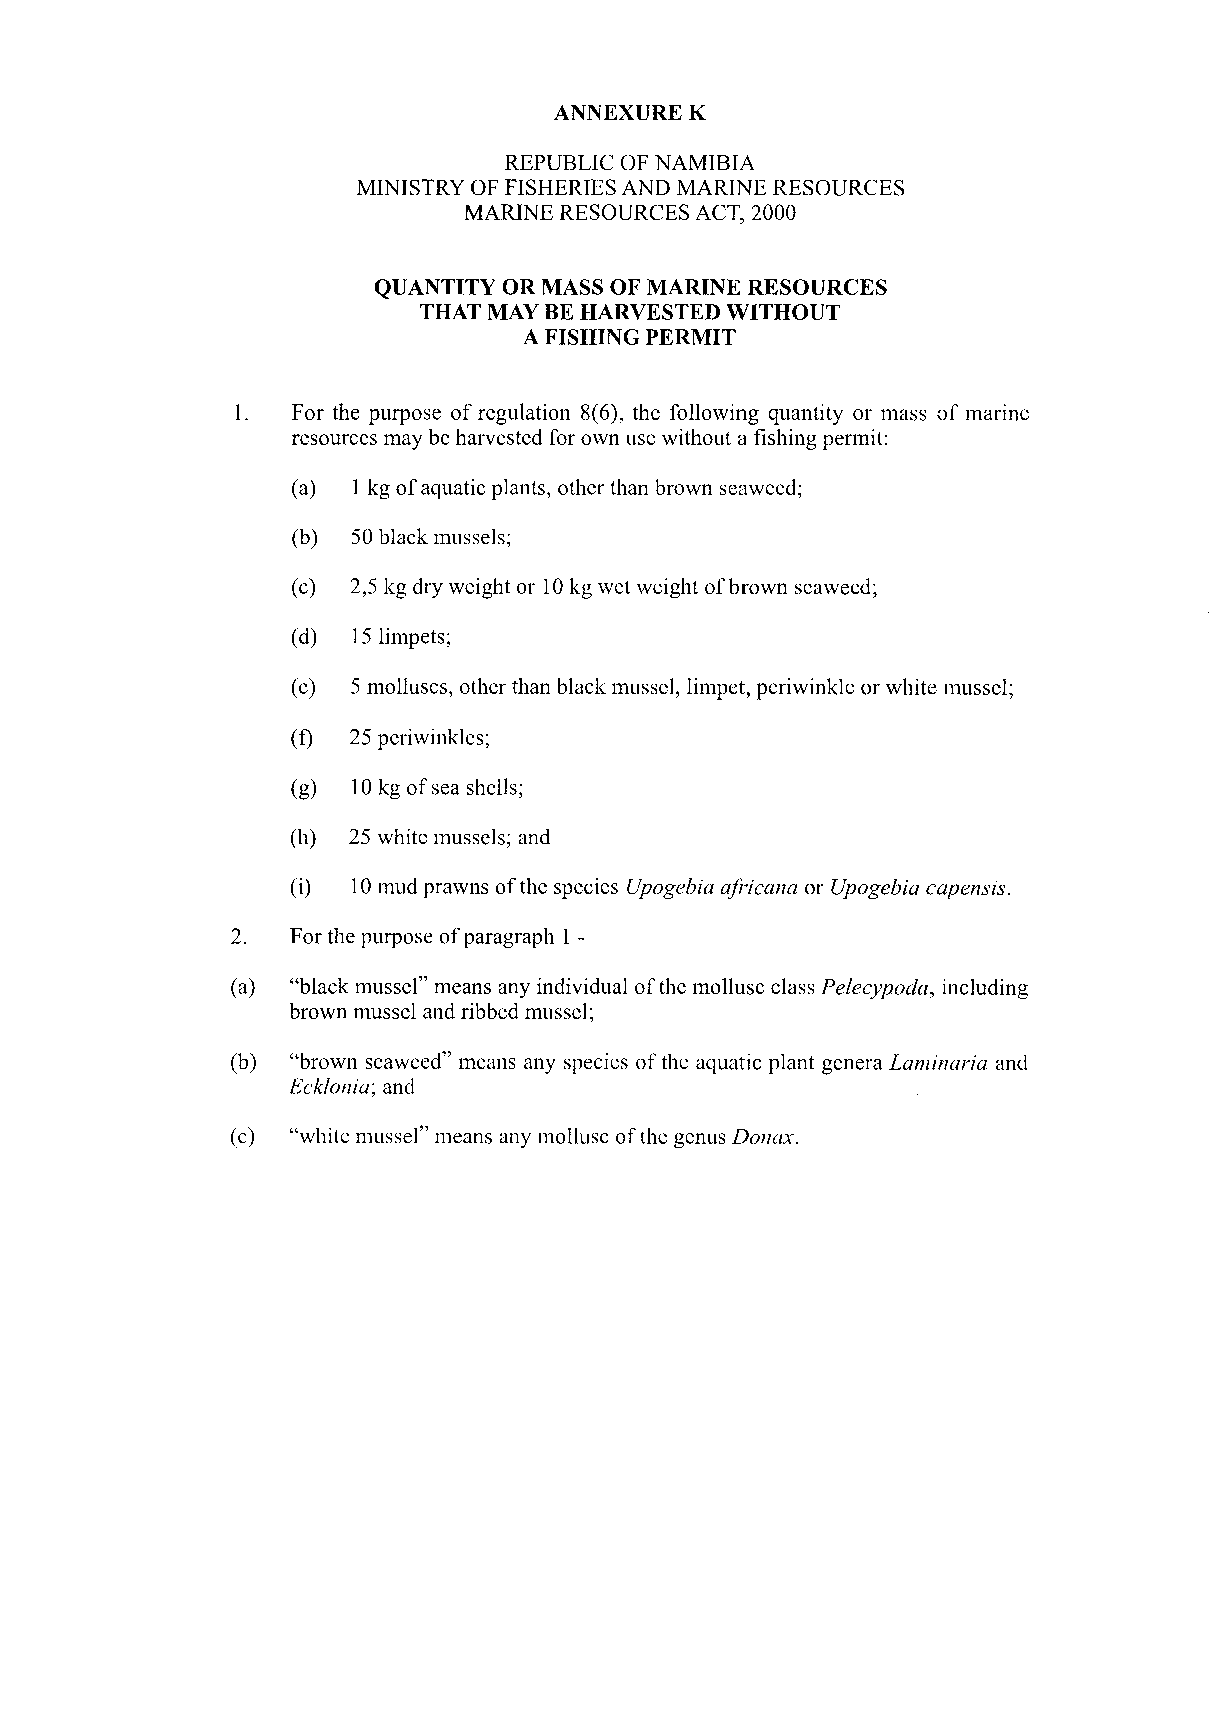 ANNEXURE K
REPUBLIC OF NAMIBIA
MINISTRY OF FISHERIES AND MARINE RESOURCES
MARINE RESOURCES ACT, 2000
QUANTITY OR MASS OF MARINE RESOURCES
THAT MAY BE HARVESTED WITHOUT
A FISHING PERMIT
1. For the purpose of regulation 8(6), the following quantity or mass of marine
resources may be harvested for own use without a fishing permit:
(a) 1 kg of aquatic plants, other than brown seaweed;
(b) 50 black mussels;
(c) 2,5 kg dry weight or 10 kg wet weight of brown seaweed;
(d) 15 limpets;
(e) 5 molluscs, other than black mussel, limpet, periwinkle or white mussel;
(f) 25 periwinkles;
(g) 10 kg of sea shells;
(h) 25 white mussels; and
(i) 10 mud prawns of the species Upogebia africana or Upogebia capensis.
2. For the purpose of paragraph 1 -
(a) “black mussel” means any individual of the mollusc class Pelecypoda, including
brown mussel and ribbed mussel;
(b) “brown seaweed” means any species of the aquatic plant genera Laminaria and
Ecklonia; and
(c) “white mussel” means any mollusc of the genus Donax.